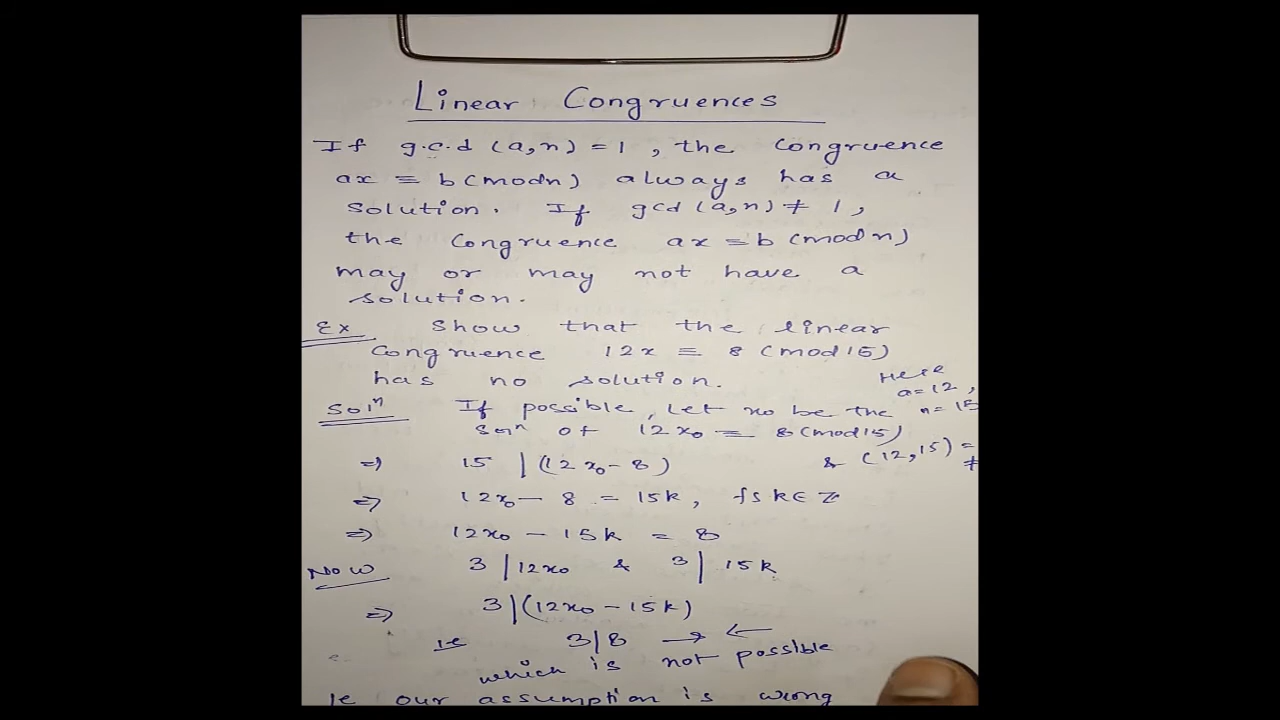 Linear Congruences
If g.c.d (a,n) = 1, the congruence
ax ≡ b (mod n) always has a
solution. If gcd (a,n) ≠ 1,
the congruence ax ≡ b (mod n)
may or may not have a
solution.
Ex Show that the linear
congruence 12x ≡ 8 (mod 15)
has no solution.
Here
a = 12,
n = 15
& (12,15) =
≠
Solⁿ If possible, let x₀ be the
solⁿ of 12x₀ ≡ 8 (mod 15)
⇒ 15 | (12x₀ - 8)
⇒ 12x₀ - 8 = 15k, fs k ∈ Z
⇒ 12x₀ - 15k = 8
Now 3 | 12x₀ & 3 | 15k
⇒ 3 | (12x₀ - 15k)
ie 3|8 → ←
which is not possible
ie our assumption is wrong